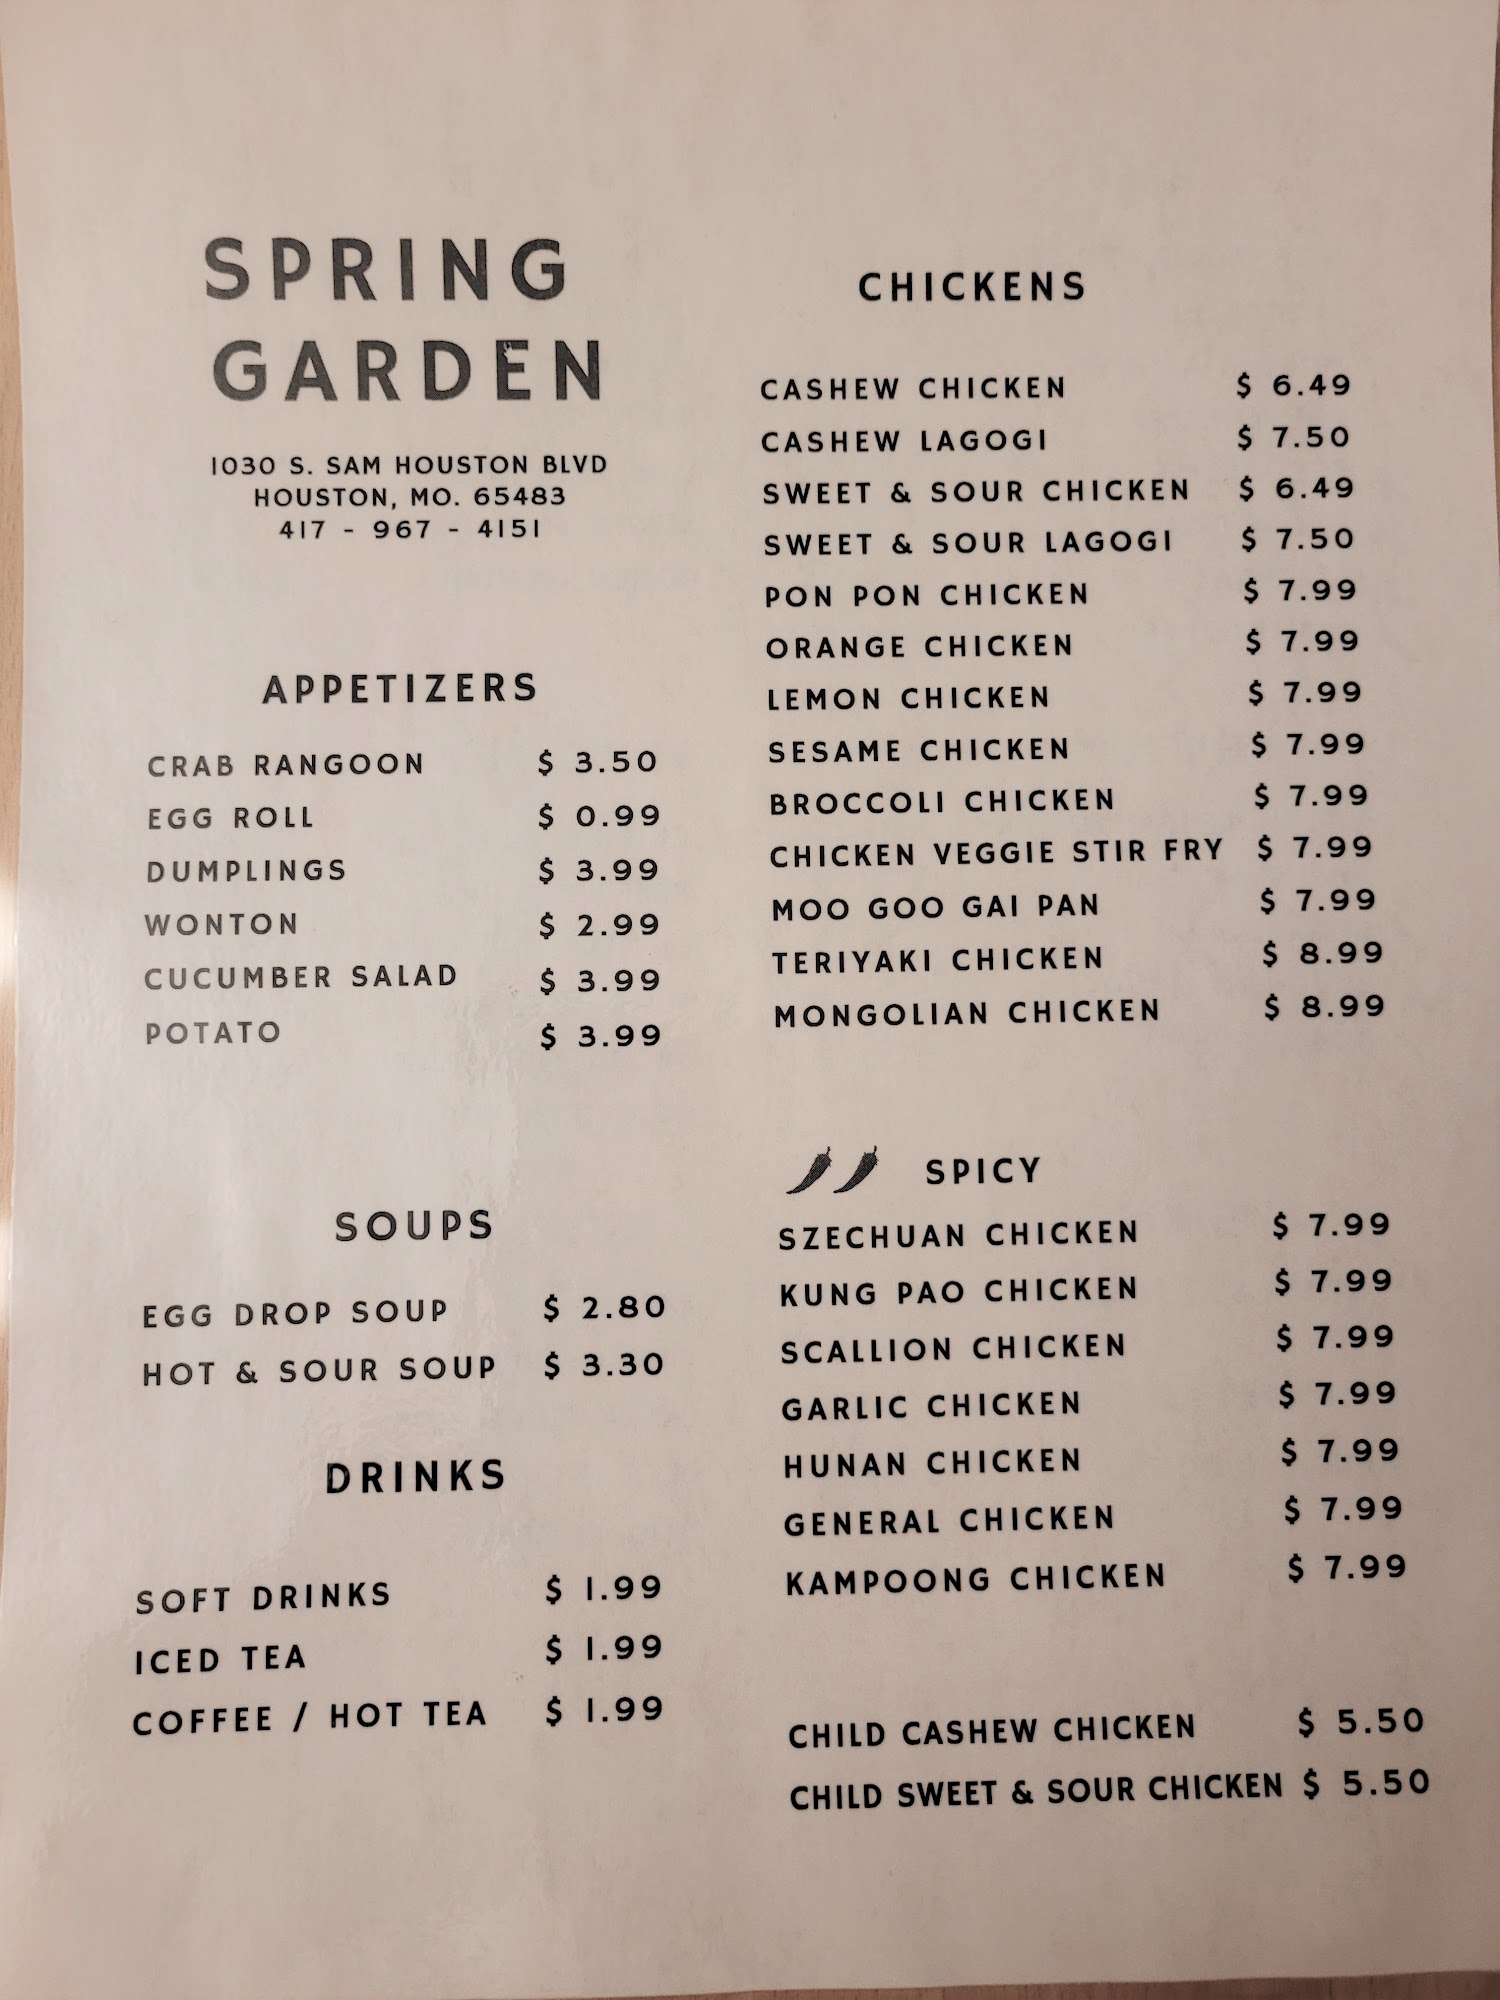 SPRING
GARDEN
1030 S. SAM HOUSTON BLVD
HOUSTON, MO. 65483
417 - 967 - 4151
APPETIZERS
CRAB RANGOON $ 3.50
EGG ROLL $ 0.99
DUMPLINGS $ 3.99
WONTON $ 2.99
CUCUMBER SALAD $ 3.99
POTATO $ 3.99
SOUPS
EGG DROP SOUP $ 2.80
HOT & SOUR SOUP $ 3.30
DRINKS
SOFT DRINKS $ 1.99
ICED TEA $ 1.99
COFFEE / HOT TEA $ 1.99
CHICKENS
CASHEW CHICKEN $ 6.49
CASHEW LAGOGI $ 7.50
SWEET & SOUR CHICKEN $ 6.49
SWEET & SOUR LAGOGI $ 7.50
PON PON CHICKEN $ 7.99
ORANGE CHICKEN $ 7.99
LEMON CHICKEN $ 7.99
SESAME CHICKEN $ 7.99
BROCCOLI CHICKEN $ 7.99
CHICKEN VEGGIE STIR FRY $ 7.99
MOO GOO GAI PAN $ 7.99
TERIYAKI CHICKEN $ 8.99
MONGOLIAN CHICKEN $ 8.99
SPICY
SZECHUAN CHICKEN $ 7.99
KUNG PAO CHICKEN $ 7.99
SCALLION CHICKEN $ 7.99
GARLIC CHICKEN $ 7.99
HUNAN CHICKEN $ 7.99
GENERAL CHICKEN $ 7.99
KAMPOONG CHICKEN $ 7.99
CHILD CASHEW CHICKEN $ 5.50
CHILD SWEET & SOUR CHICKEN $ 5.50